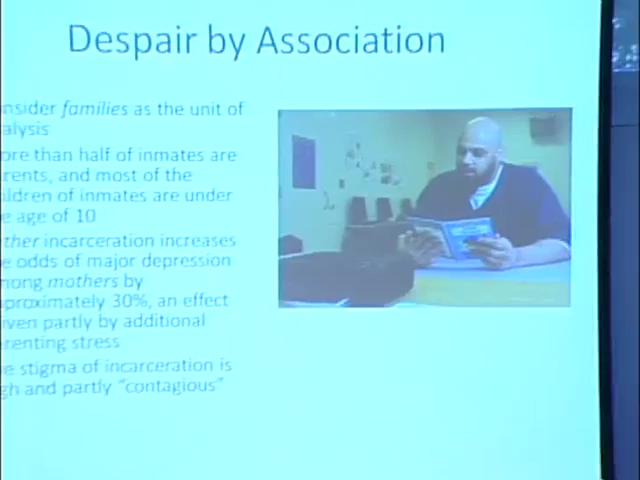 Despair by Association
nsider families as the unit of
alysis
ore than half of inmates are
rents, and most of the
ildren of inmates are under
e age of 10
ther incarceration increases
e odds of major depression
mong mothers by
proximately 30%, an effect
iven partly by additional
renting stress
e stigma of incarceration is
gh and partly “contagious”